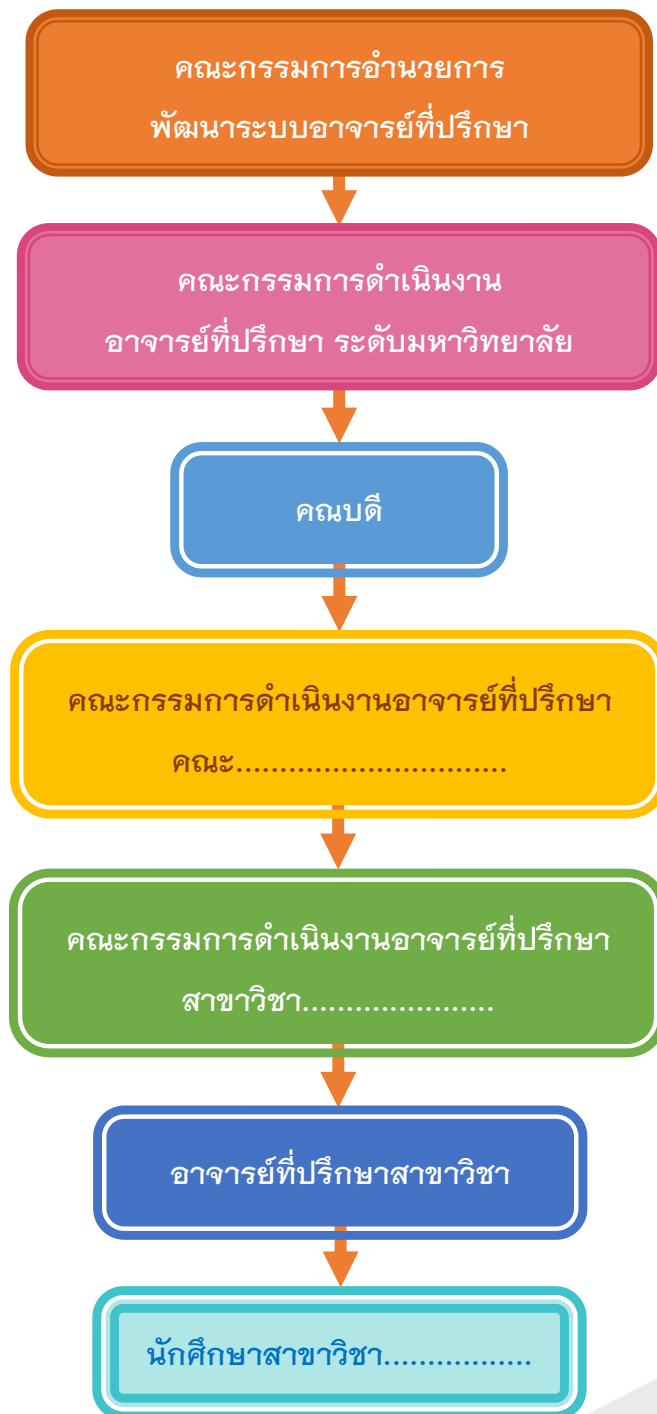 คณะกรรมการอำนวยการ
พัฒนาระบบอาจารย์ที่ปรึกษา
คณะกรรมการดำเนินงาน
อาจารย์ที่ปรึกษา ระดับมหาวิทยาลัย
คณบดี
คณะกรรมการดำเนินงานอาจารย์ที่ปรึกษา
คณะ...............................
คณะกรรมการดำเนินงานอาจารย์ที่ปรึกษา
สาขาวิชา......................
อาจารย์ที่ปรึกษาสาขาวิชา
นักศึกษาสาขาวิชา.................